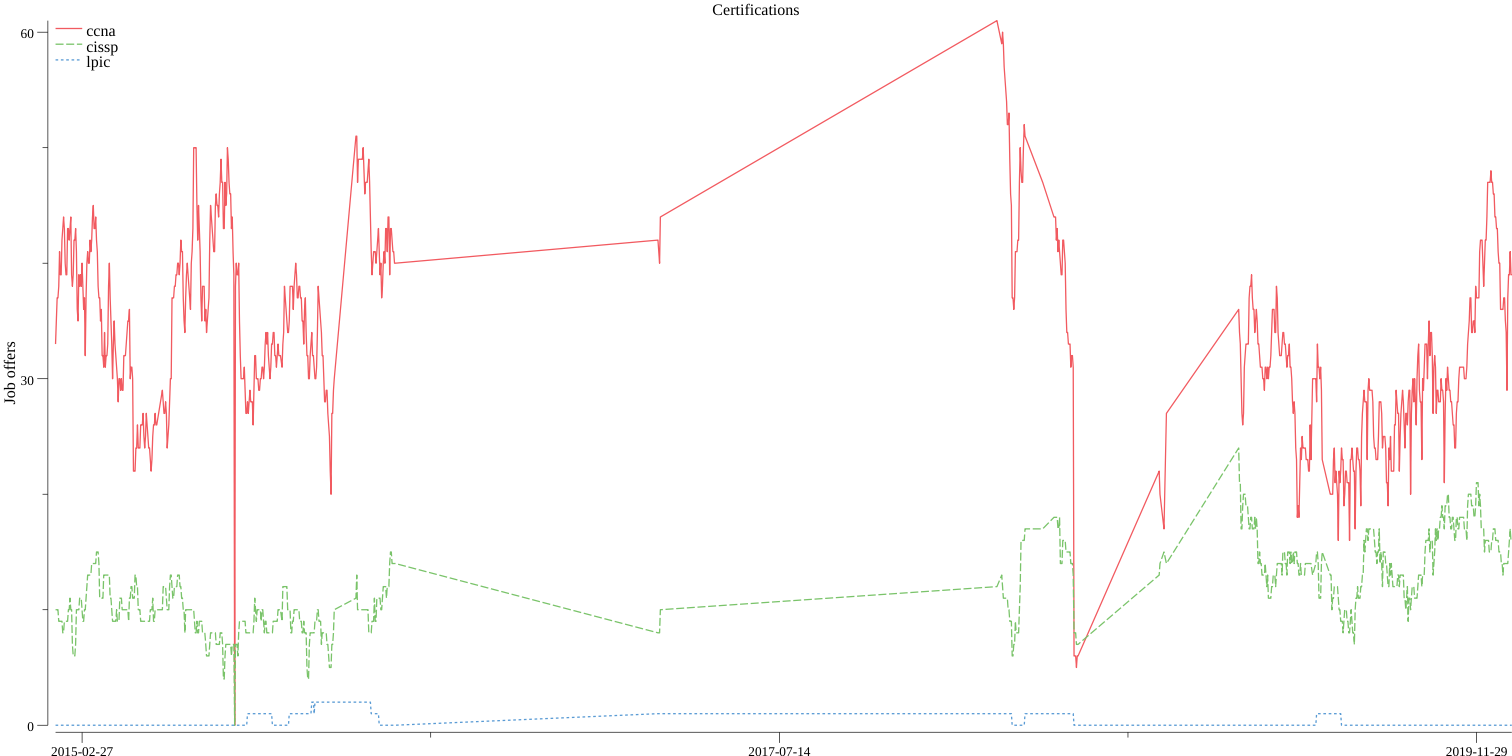 Certifications
ccna
cissp
lpic
60
30
0
Job offers
2015-02-27
2017-07-14
2019-11-29